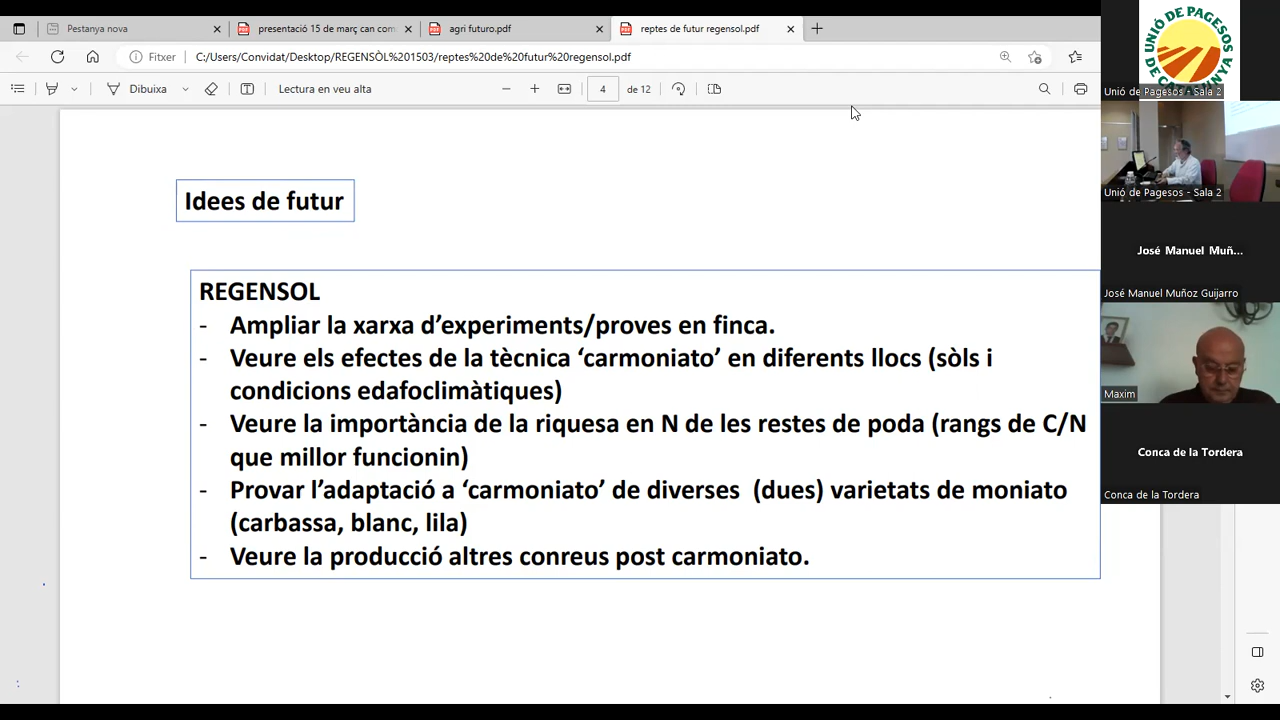 Pestanya nova
presentació 15 de març can com
agri futuro.pdf
reptes de futur regensol.pdf
Fitxer
C:/Users/Convidat/Desktop/REGENSÒL%201503/reptes%20de%20futur%20regensol.pdf
Dibuixa
Lectura en veu alta
4
de 12
Idees de futur
REGENSOL
- Ampliar la xarxa d’experiments/proves en finca.
- Veure els efectes de la tècnica ‘carmoniato’ en diferents llocs (sòls i
condicions edafoclimàtiques)
- Veure la importància de la riquesa en N de les restes de poda (rangs de C/N
que millor funcionin)
- Provar l’adaptació a ‘carmoniato’ de diverses (dues) varietats de moniato
(carbassa, blanc, lila)
- Veure la producció altres conreus post carmoniato.
UNIÓ DE PAGESOS
DE CATALUNYA
Unió de Pagesos - Sala 2
Unió de Pagesos - Sala 2
José Manuel Muñ...
José Manuel Muñoz Guijarro
Maxim
Conca de la Tordera
Conca de la Tordera